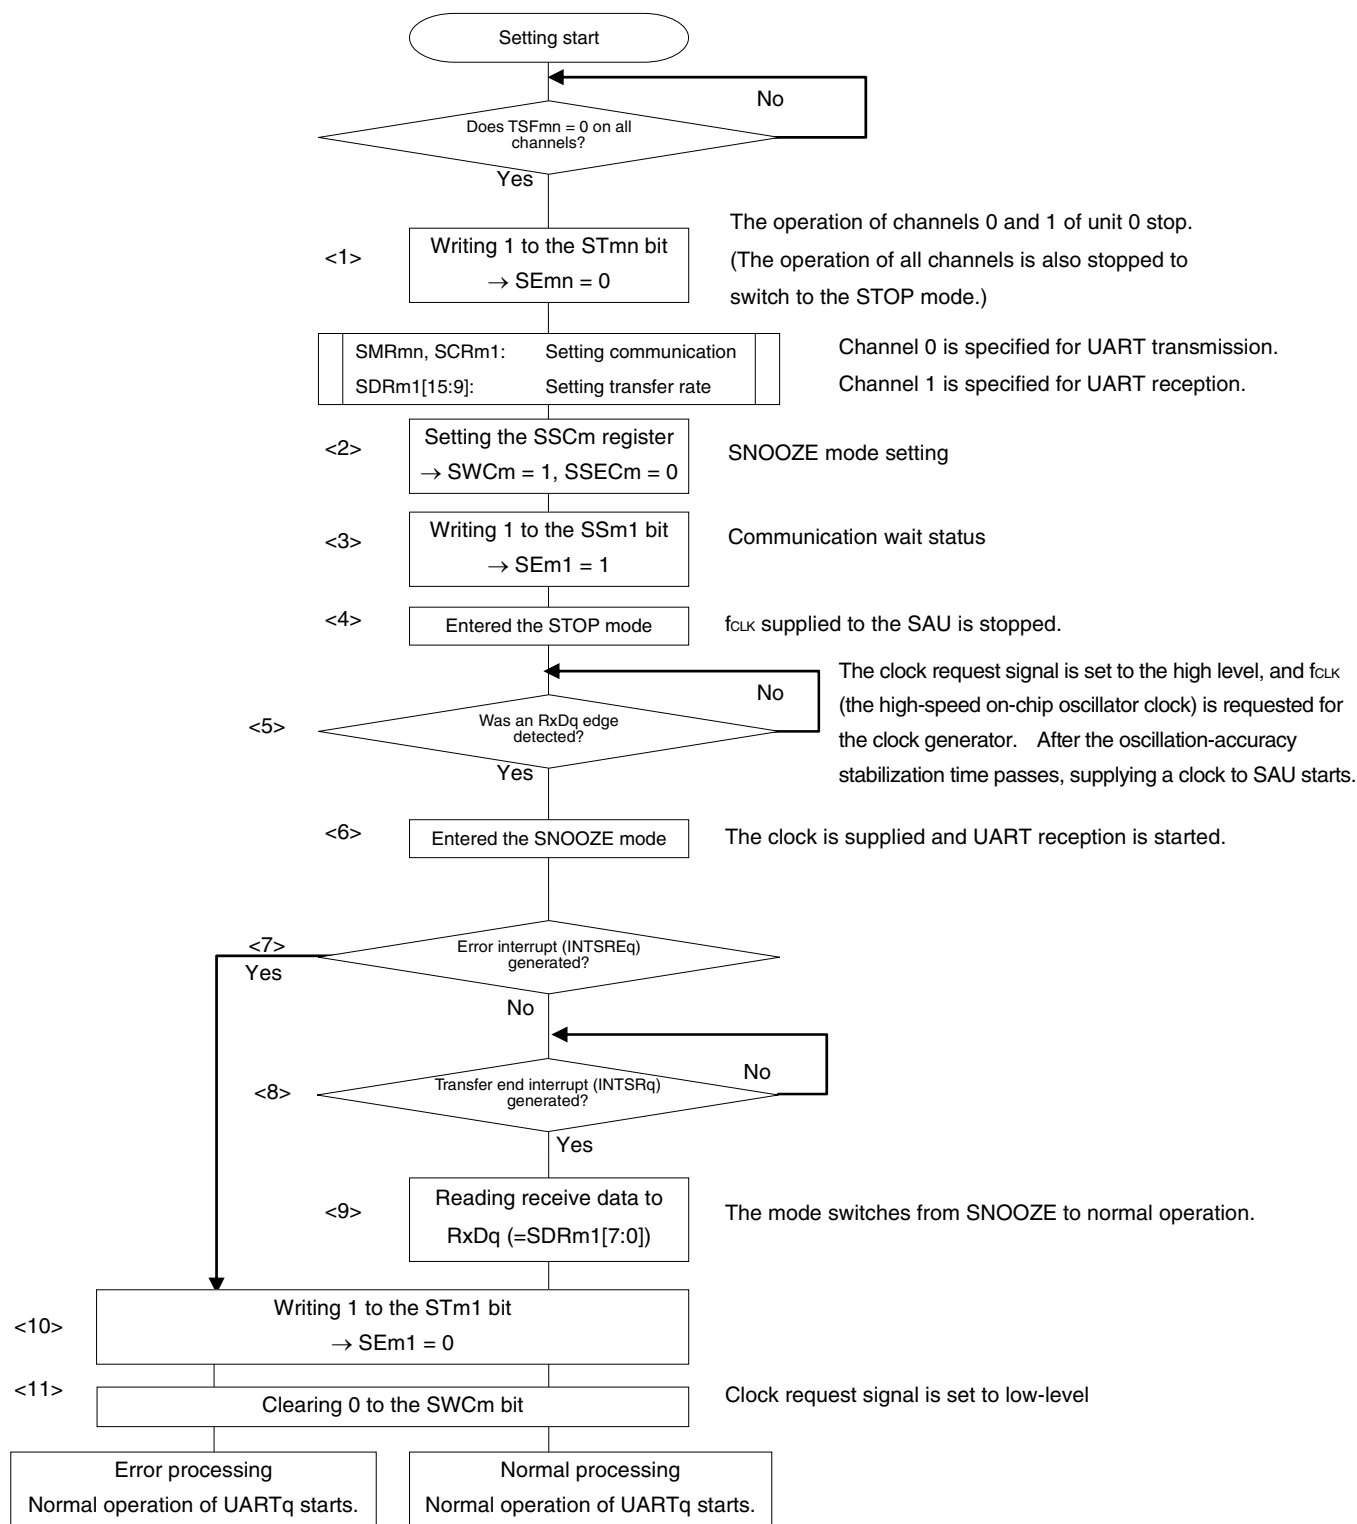 Setting start
No
Does TSFmn = 0 on all
channels?
Yes
<1>
Writing 1 to the STmn bit
→ SEmn = 0
The operation of channels 0 and 1 of unit 0 stop.
(The operation of all channels is also stopped to
switch to the STOP mode.)
SMRmn, SCRm1: Setting communication
SDRm1[15:9]: Setting transfer rate
Channel 0 is specified for UART transmission.
Channel 1 is specified for UART reception.
<2>
Setting the SSCm register
→ SWCm = 1, SSECm = 0
SNOOZE mode setting
<3>
Writing 1 to the SSm1 bit
→ SEm1 = 1
Communication wait status
<4>
Entered the STOP mode
fCLK supplied to the SAU is stopped.
No
<5>
Was an RxDq edge
detected?
Yes
The clock request signal is set to the high level, and fCLK
(the high-speed on-chip oscillator clock) is requested for
the clock generator. After the oscillation-accuracy
stabilization time passes, supplying a clock to SAU starts.
<6>
Entered the SNOOZE mode
The clock is supplied and UART reception is started.
<7>
Yes
Error interrupt (INTSREq)
generated?
No
No
<8>
Transfer end interrupt (INTSRq)
generated?
Yes
<9>
Reading receive data to
RxDq (=SDRm1[7:0])
The mode switches from SNOOZE to normal operation.
<10>
Writing 1 to the STm1 bit
→ SEm1 = 0
<11>
Clearing 0 to the SWCm bit
Clock request signal is set to low-level
Error processing
Normal operation of UARTq starts.
Normal processing
Normal operation of UARTq starts.